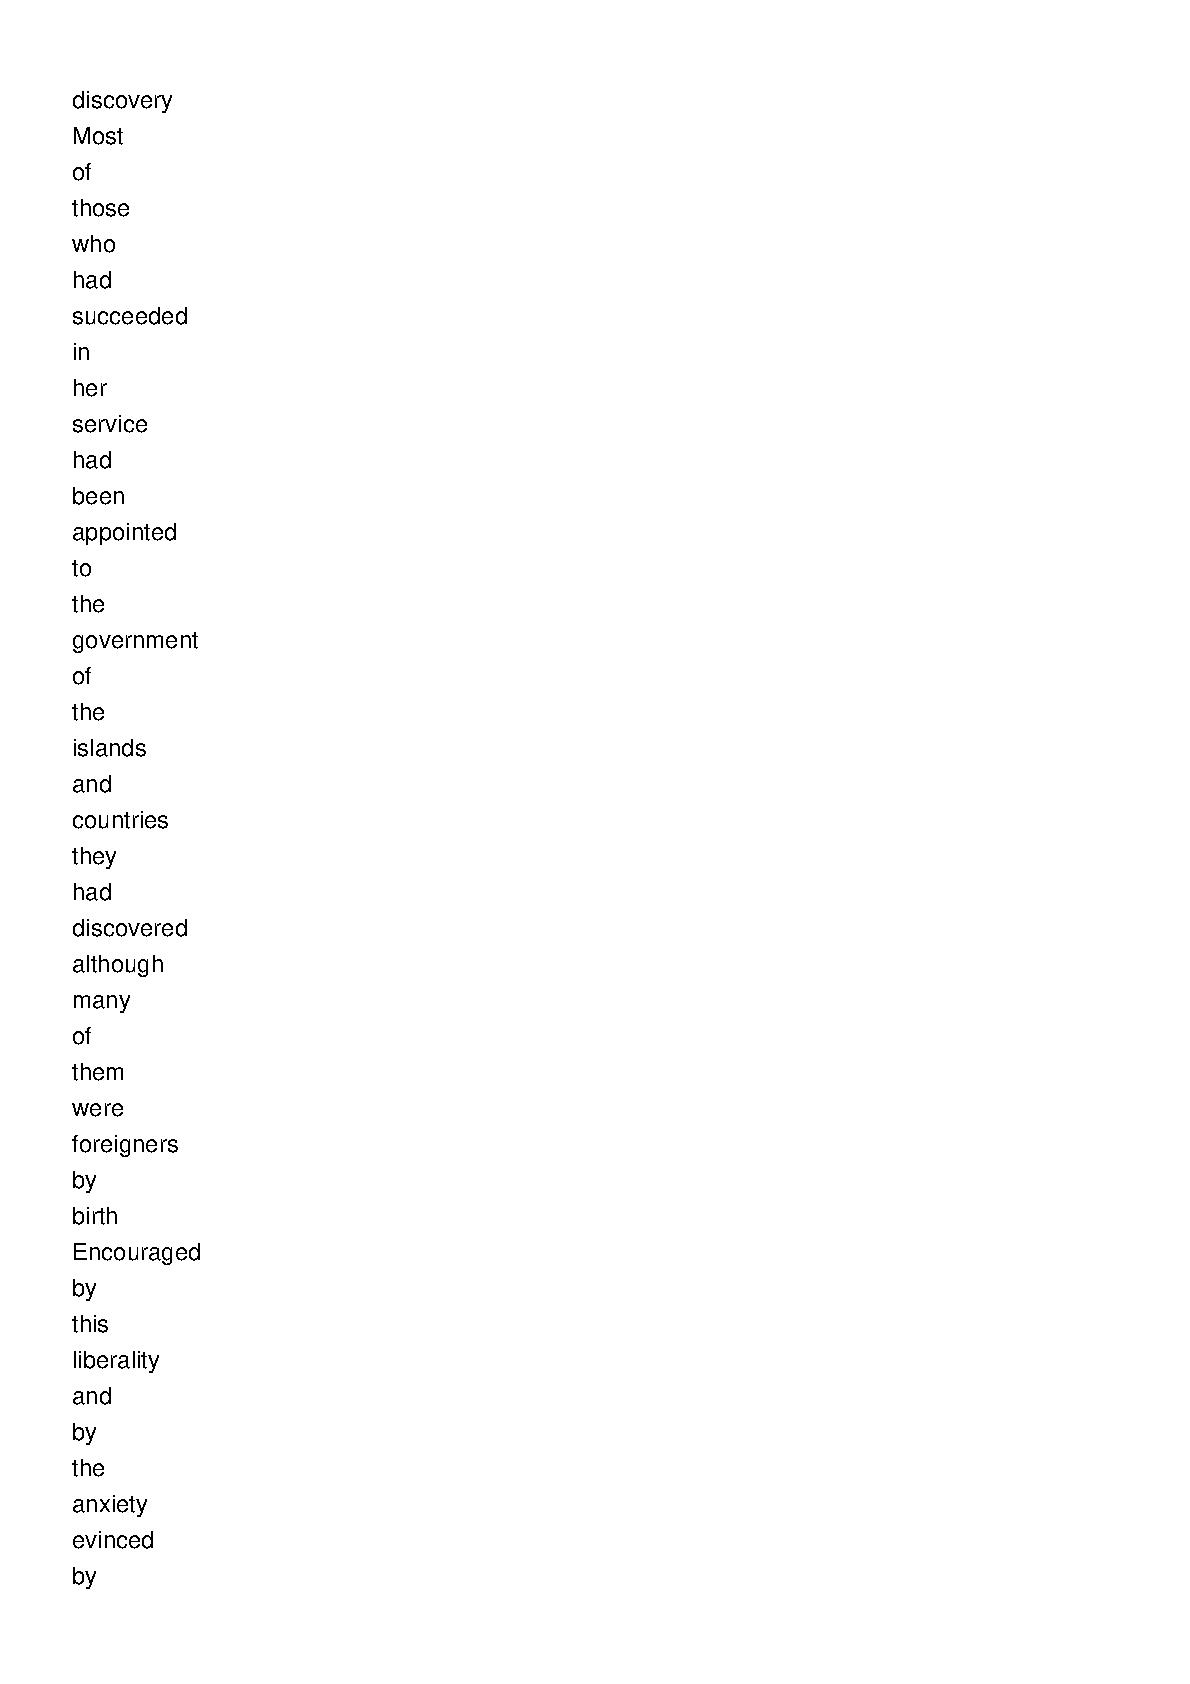 discovery
Most
of
those
who
had
succeeded
in
her
service
had
been
appointed
to
the
government
of
the
islands
and
countries
they
had
discovered
although
many
of
them
were
foreigners
by
birth
Encouraged
by
this
liberality
and
by
the
anxiety
evinced
by